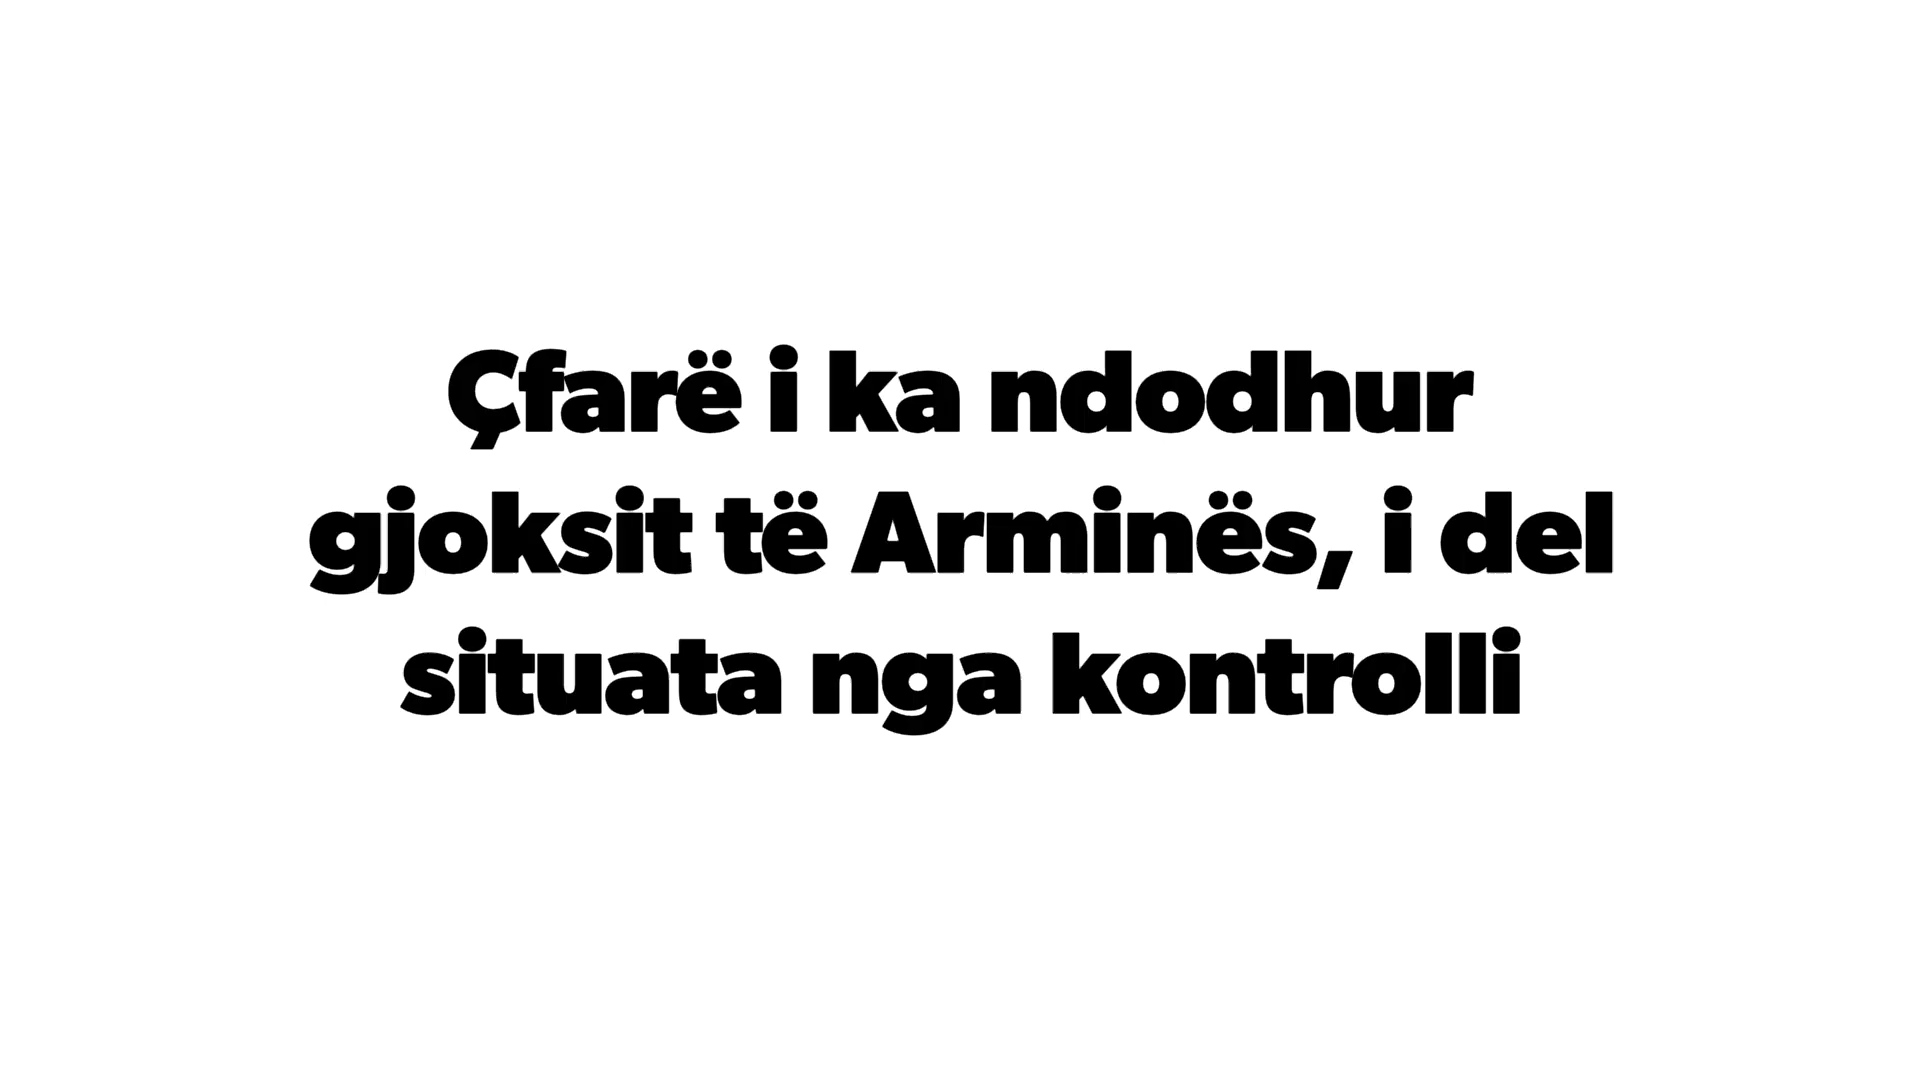 Çfarë i ka ndodhur
gjoksit të Arminës, i del
situata nga kontrolli